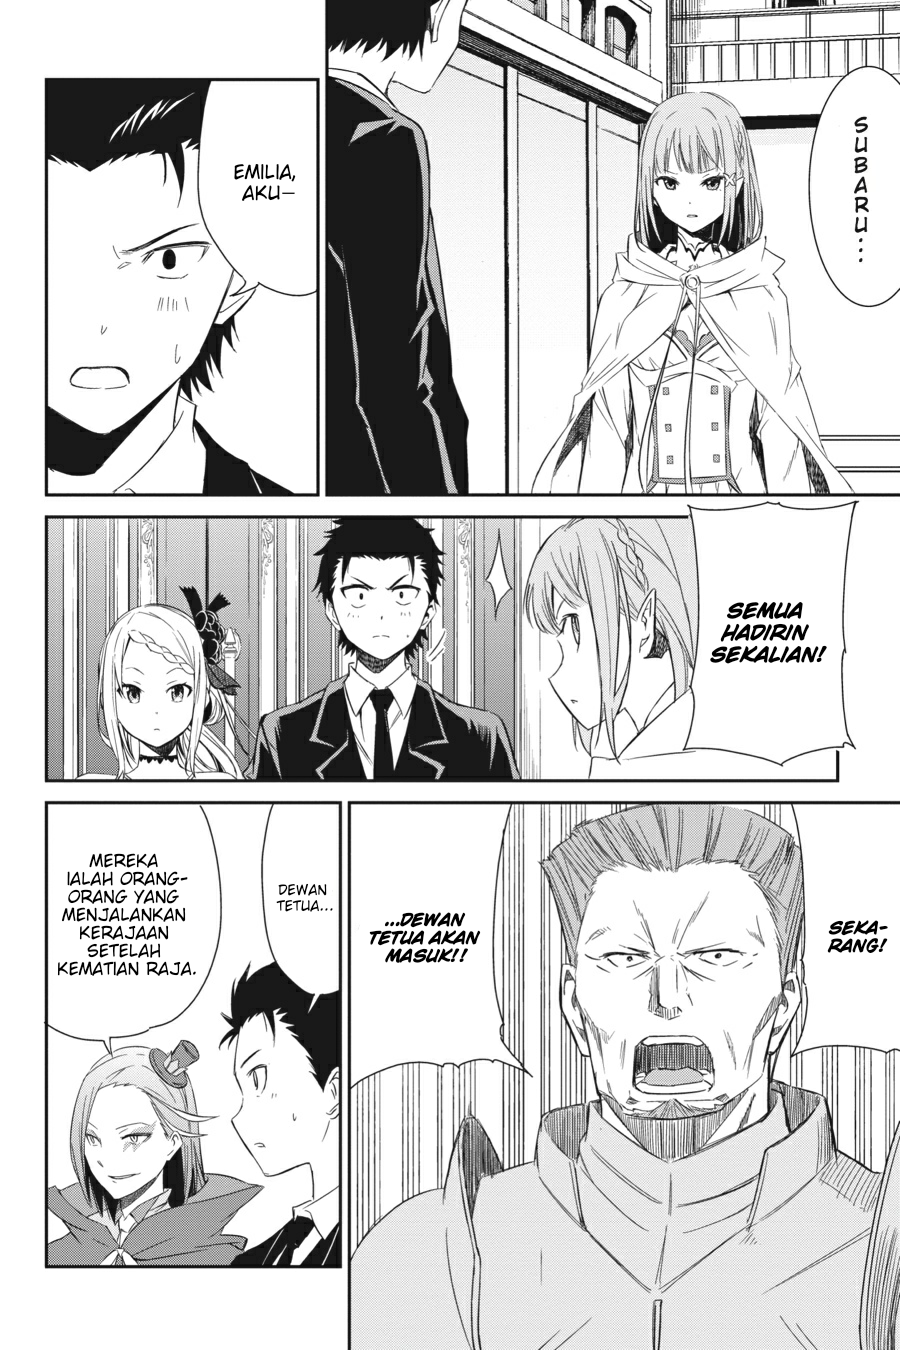 SUBARU...
EMILIA,
AKU—
SEMUA
HADIRIN
SEKALIAN!
SEKA-
RANG!
...DEWAN
TETUA AKAN
MASUK!!
DEWAN
TETUA...
MEREKA
IALAH ORANG-
ORANG YANG
MENJALANKAN
KERAJAAN
SETELAH
KEMATIAN RAJA.